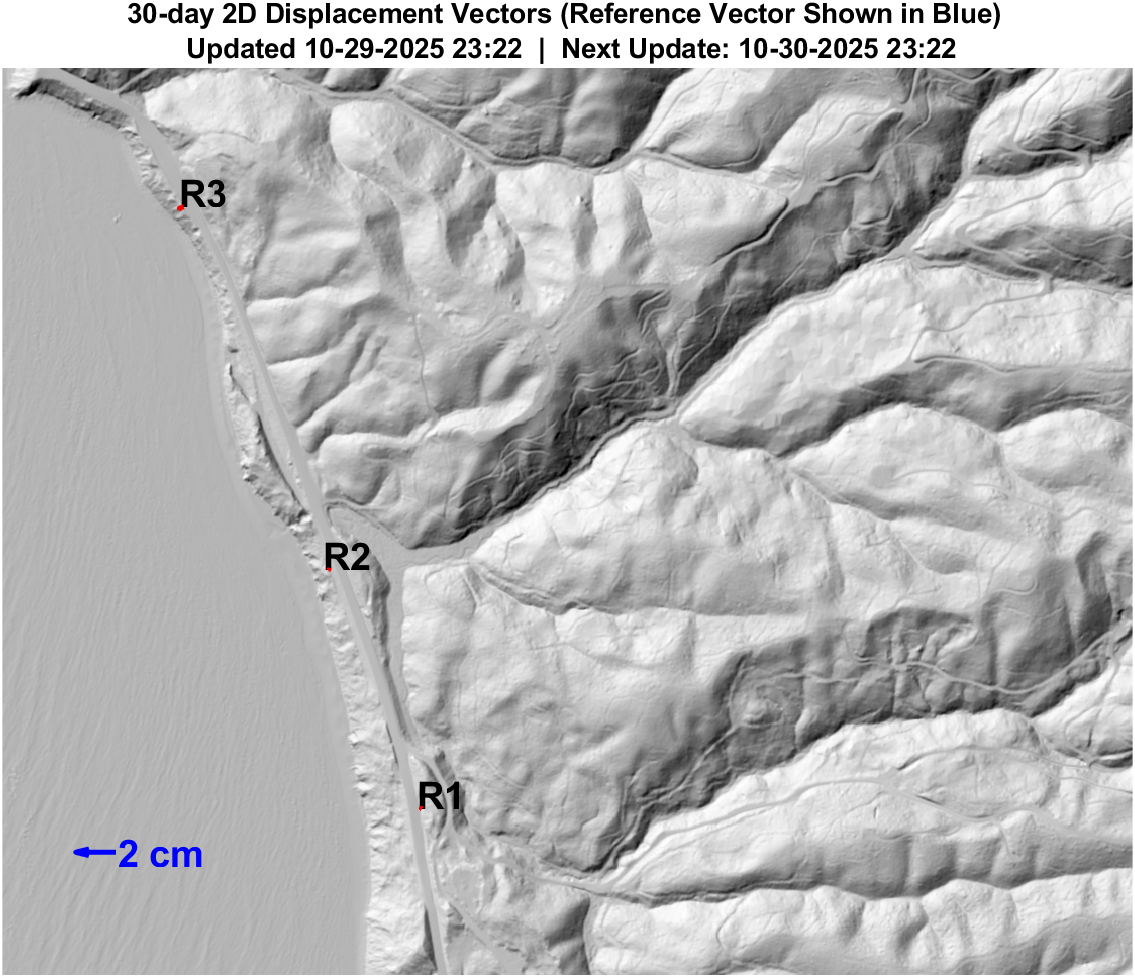 30-day 2D Displacement Vectors (Reference Vector Shown in Blue)
Updated 10-29-2025 23:22 | Next Update: 10-30-2025 23:22
R3
R2
R1
2 cm